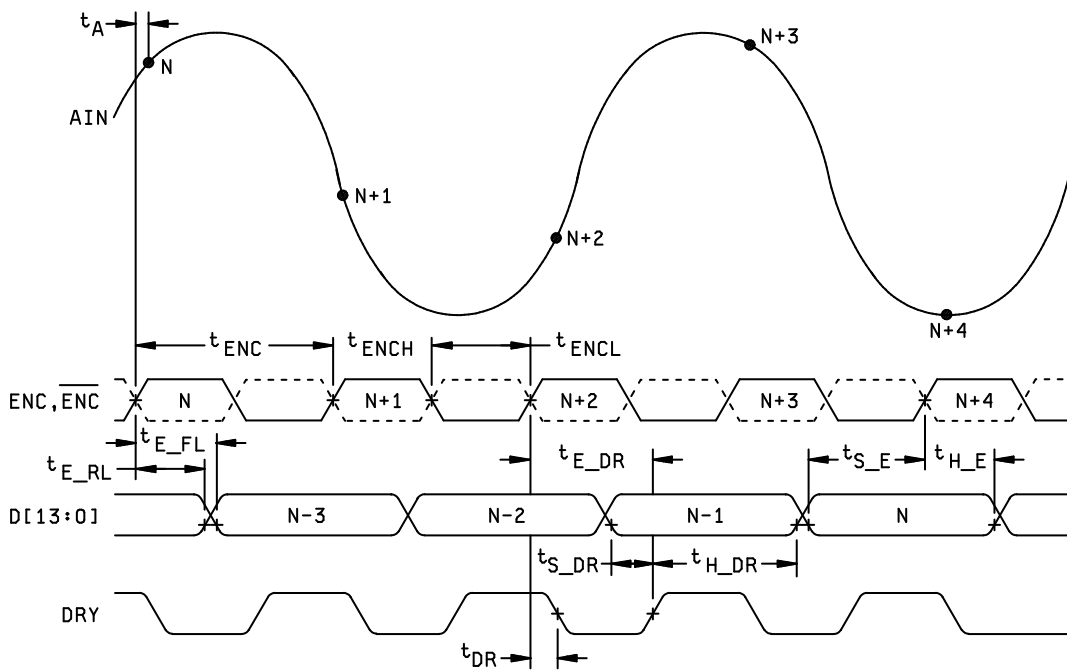 tA
N
N+3
AIN
N+1
N+2
N+4
tENC
tENCH
tENCL
ENC,E̅N̅C̅
N
N+1
N+2
N+3
N+4
tE_FL
tE_RL
tE_DR
tS_E
tH_E
D[13:0]
N-3
N-2
N-1
N
tS_DR
tH_DR
DRY
tDR